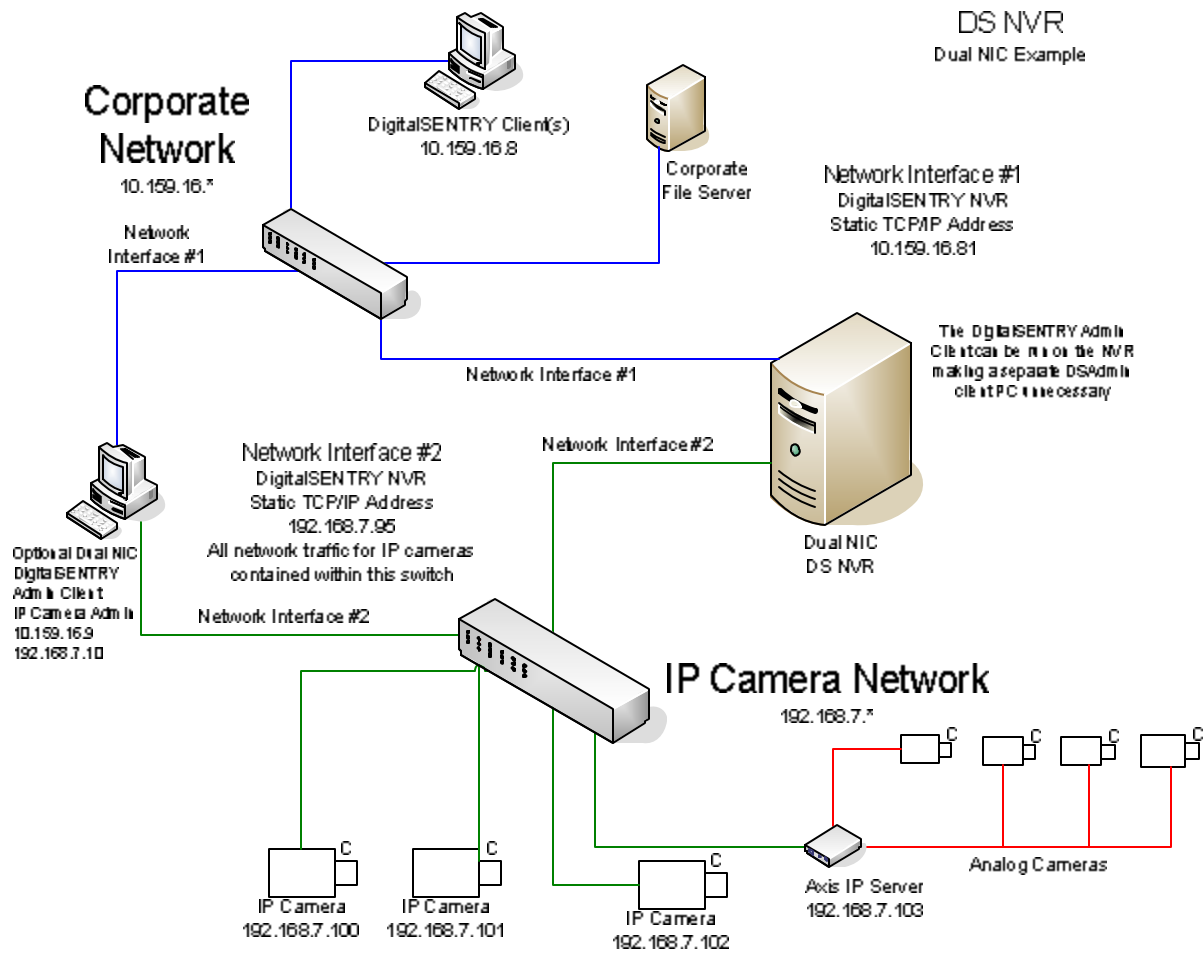 DS NVR
Dual NIC Example
Corporate
Network
10.159.16.*
DigitalSENTRY Client(s)
10.159.16.8
Corporate
File Server
Network Interface #1
DigitalSENTRY NVR
Static TCP/IP Address
10.159.16.81
Network
Interface #1
Network Interface #1
The DigitalSENTRY Admin
Client can be run on the NVR
making a separate DSAdmin
client PC unnecessary
Network Interface #2
DigitalSENTRY NVR
Static TCP/IP Address
192.168.7.95
All network traffic for IP cameras
contained within this switch
Network Interface #2
Dual NIC
DS NVR
Optional Dual NIC
DigitalSENTRY
Admin Client
IP Camera Admin
10.159.16.9
192.168.7.10
Network Interface #2
IP Camera Network
192.168.7.*
C
C
C
C
Analog Cameras
Axis IP Server
192.168.7.103
C
IP Camera
192.168.7.100
C
IP Camera
192.168.7.101
C
IP Camera
192.168.7.102